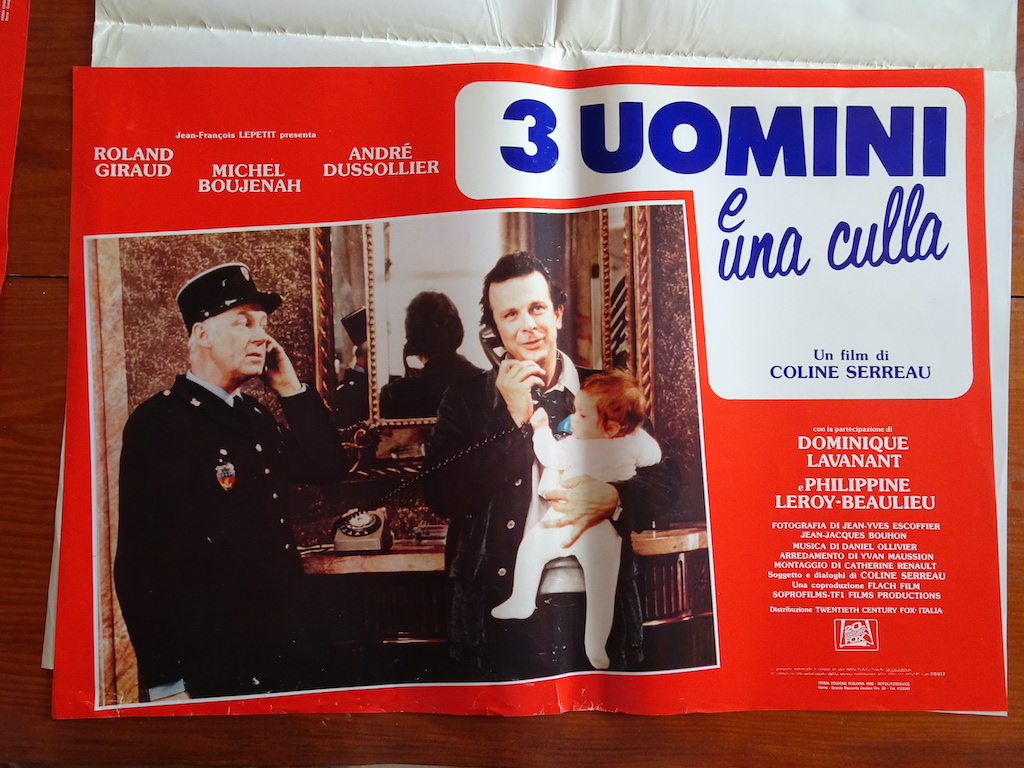 Jean-François LEPETIT presenta
ROLAND GIRAUD
MICHEL BOUJENAH
ANDRÉ DUSSOLLIER
3 UOMINI
e
una culla
Un film di
COLINE SERREAU
con la partecipazione di
DOMINIQUE
LAVANANT
e PHILIPPINE
LEROY-BEAULIEU
FOTOGRAFIA DI JEAN-YVES ESCOFFIER
JEAN-JACQUES BOUHON
MUSICA DI DANIEL OLLIVIER
ARREDAMENTO DI YVAN MAUSSION
MONTAGGIO DI CATHERINE RENAULT
Soggetto e dialoghi di COLINE SERREAU
Una coproduzione FLACH FILM
SOPROFILMS-TF1 FILMS PRODUCTIONS
Distribuzione TWENTIETH CENTURY FOX-ITALIA
20th
CENTURY
FOX